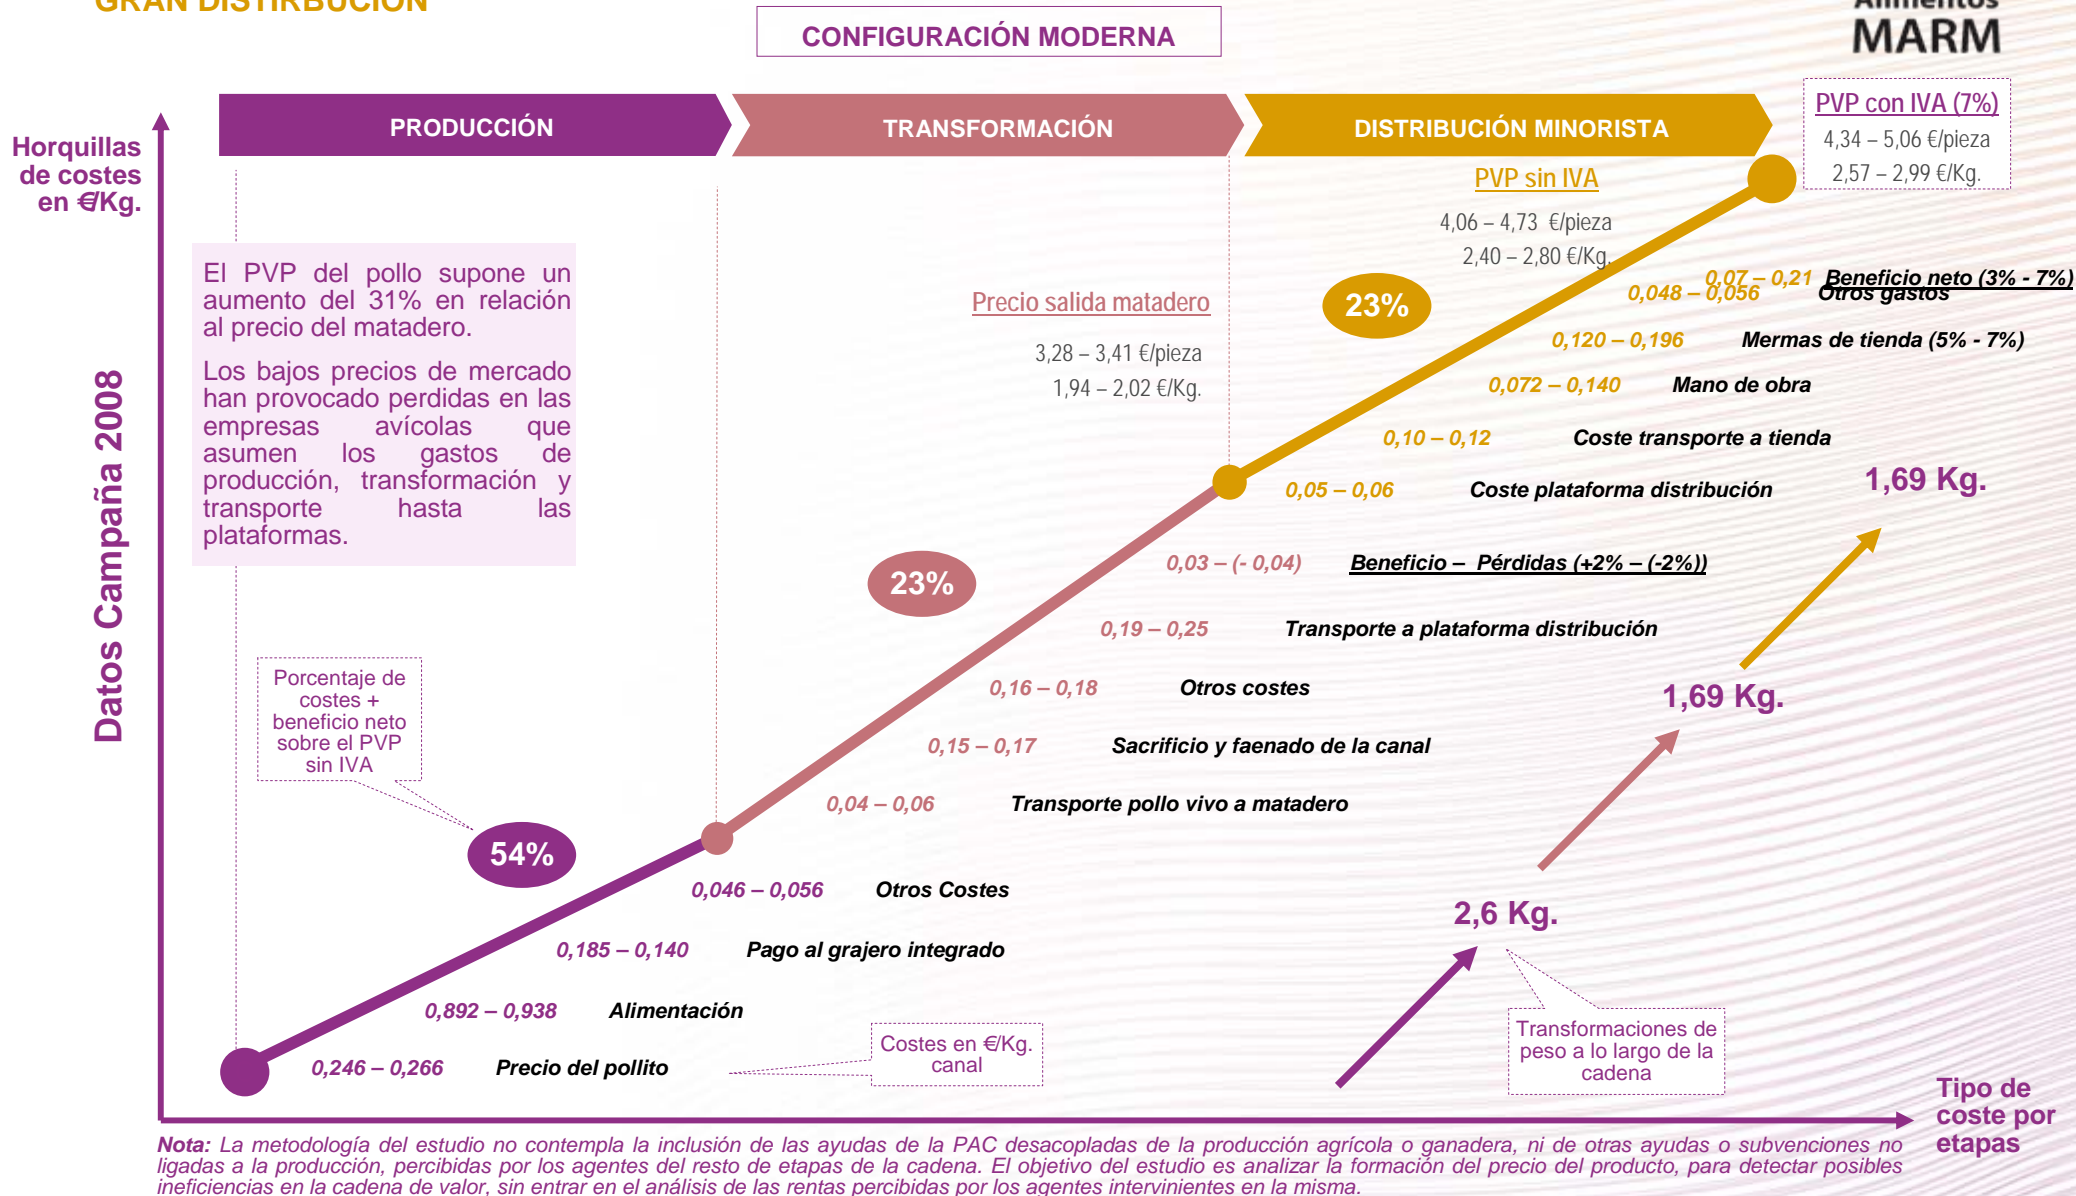 GRAN DISTIRBUCIÓN
Alimentos
MARM
CONFIGURACIÓN MODERNA
PRODUCCIÓN
TRANSFORMACIÓN
DISTRIBUCIÓN MINORISTA
PVP con IVA (7%)
4,34 – 5,06 €/pieza
2,57 – 2,99 €/Kg.
Horquillas
de costes
en €/Kg.
PVP sin IVA
4,06 – 4,73 €/pieza
2,40 – 2,80 €/Kg.
El PVP del pollo supone un
aumento del 31% en relación
al precio del matadero.
Los bajos precios de mercado
han provocado perdidas en las
empresas avícolas que
asumen los gastos de
producción, transformación y
transporte hasta las
plataformas.
Precio salida matadero
3,28 – 3,41 €/pieza
1,94 – 2,02 €/Kg.
23%
0,07 – 0,21 Beneficio neto (3% - 7%)
0,048 – 0,056 Otros gastos
0,120 – 0,196 Mermas de tienda (5% - 7%)
0,072 – 0,140 Mano de obra
0,10 – 0,12 Coste transporte a tienda
0,05 – 0,06 Coste plataforma distribución
1,69 Kg.
Datos Campaña 2008
23%
0,03 – (- 0,04) Beneficio – Pérdidas (+2% – (-2%))
0,19 – 0,25 Transporte a plataforma distribución
0,16 – 0,18 Otros costes
1,69 Kg.
0,15 – 0,17 Sacrificio y faenado de la canal
0,04 – 0,06 Transporte pollo vivo a matadero
Porcentaje de
costes +
beneficio neto
sobre el PVP
sin IVA
54%
0,046 – 0,056 Otros Costes
2,6 Kg.
0,185 – 0,140 Pago al grajero integrado
0,892 – 0,938 Alimentación
0,246 – 0,266 Precio del pollito
Costes en €/Kg.
canal
Transformaciones de
peso a lo largo de la
cadena
Tipo de
coste por
etapas
Nota: La metodología del estudio no contempla la inclusión de las ayudas de la PAC desacopladas de la producción agrícola o ganadera, ni de otras ayudas o subvenciones no
ligadas a la producción, percibidas por los agentes del resto de etapas de la cadena. El objetivo del estudio es analizar la formación del precio del producto, para detectar posibles
ineficiencias en la cadena de valor, sin entrar en el análisis de las rentas percibidas por los agentes intervinientes en la misma.